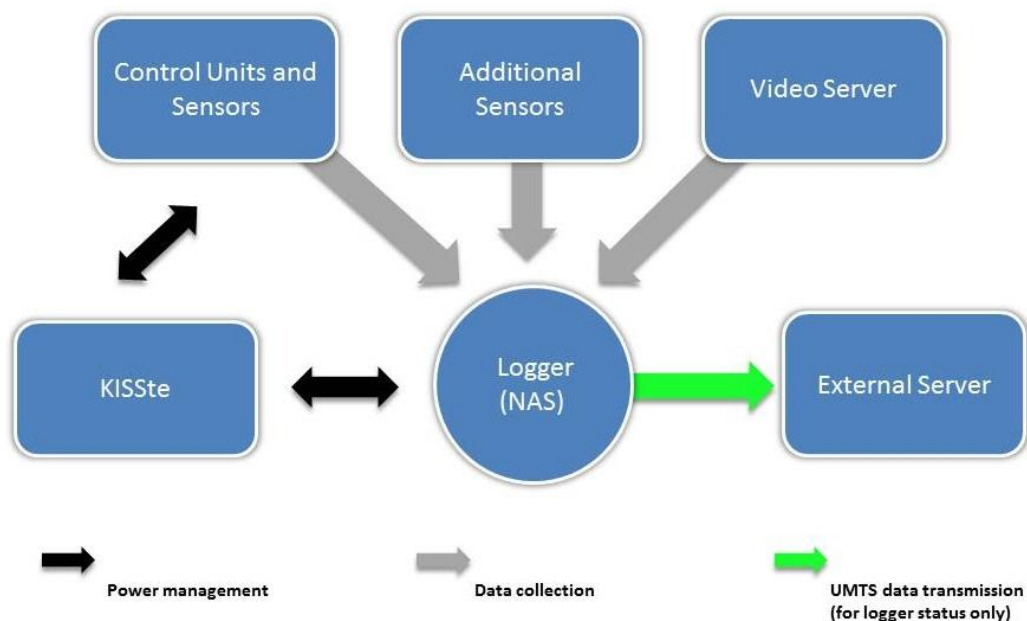 Control Units and
Sensors
Additional
Sensors
Video Server
KISSte
Logger
(NAS)
External Server
Power management
Data collection
UMTS data transmission
(for logger status only)